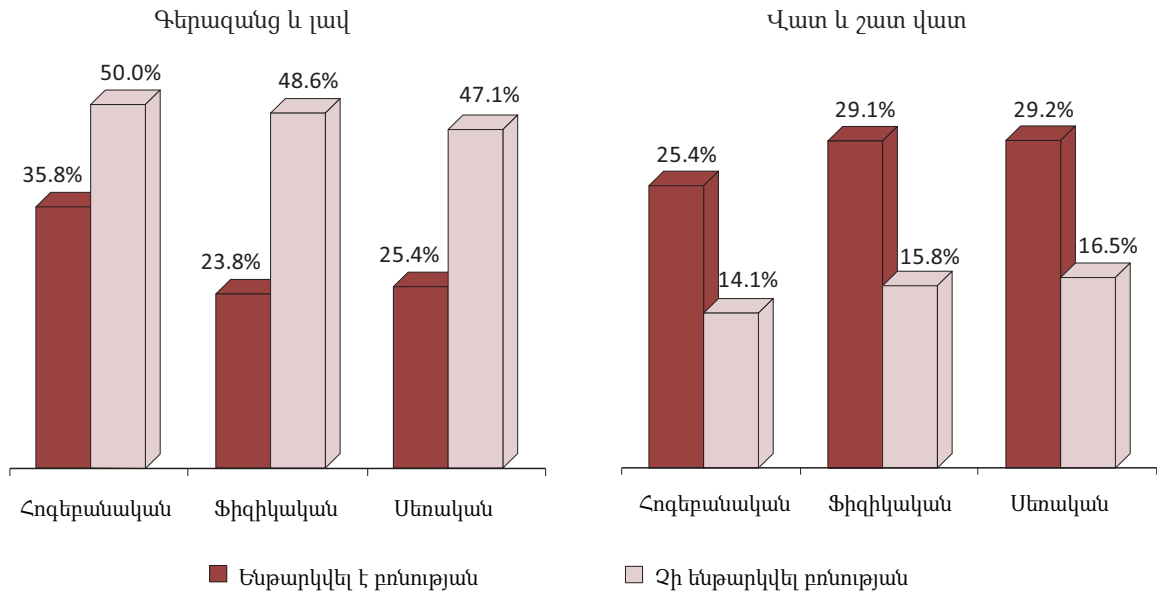 Գերազանց և լավ
50.0%
48.6%
47.1%
35.8%
23.8%
25.4%
Հոգեբանական Ֆիզիկական Սեռական
Վատ և շատ վատ
29.1%
29.2%
25.4%
14.1%
15.8%
16.5%
Հոգեբանական Ֆիզիկական Սեռական
Ենթարկվել է բռնության
Չի ենթարկվել բռնության